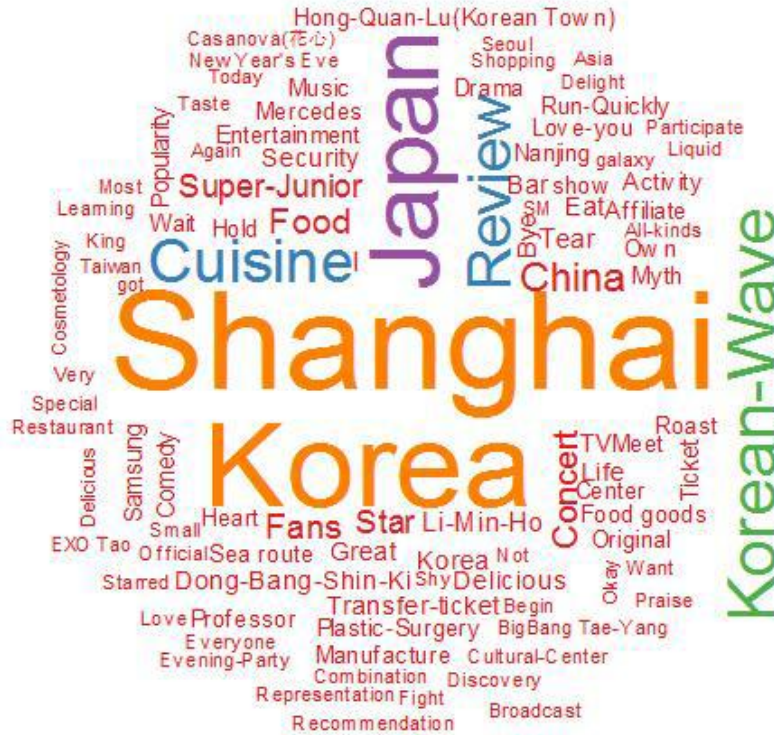 Hong-Quan-Lu(Korean Town)
Casanova(花心)
Seoul
New Year's Eve
Shopping
Asia
Today
Music
Japan
Drama
Delight
Taste
Mercedes
Review
Run-Quickly
Popularity
Entertainment
Love-you
Participate
Again
Security
Nanjing
galaxy
Liquid
Most
Super-Junior
Bar
show
Activity
Learning
Wait
Hold
Food
SM
Eat
Affiliate
King
Bye
Tear
All-kinds
Own
Cosmetology
Taiwan
Cuisine
I
China
Myth
got
Shanghai
Korean-Wave
Very
Special
Restaurant
Korea
Concert
Roast
TV
Meet
Delicious
Samsung
Comedy
Life
Ticket
Center
Small
Heart
Fans
Star
Li-Min-Ho
Food goods
EXO Tao
Official
Sea route
Great
Korea
Not
Original
Starred
Dong-Bang-Shin-Ki
Shy
Delicious
Okay
Want
Transfer-ticket
Begin
Praise
Love
Professor
Plastic-Surgery
BigBang Tae-Yang
Everyone
Evening-Party
Manufacture
Cultural-Center
Combination
Discovery
Representation
Fight
Broadcast
Recommendation